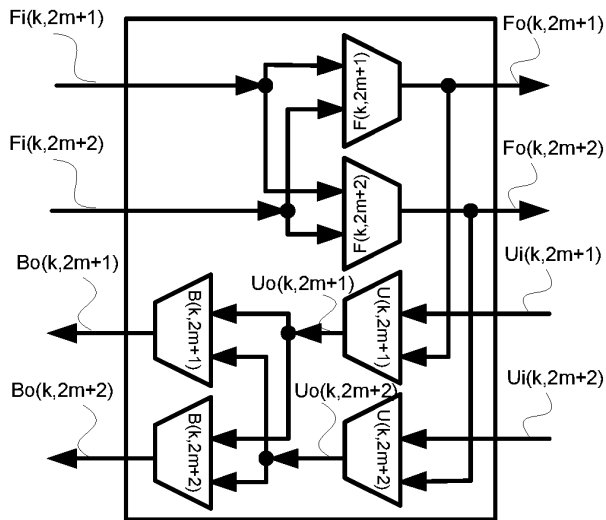 Fi(k,2m+1)
Fo(k,2m+1)
F(k,2m+1)
Fi(k,2m+2)
Fo(k,2m+2)
F(k,2m+2)
Bo(k,2m+1)
Uo(k,2m+1)
Ui(k,2m+1)
B(k,2m+1)
U(k,2m+1)
Bo(k,2m+2)
Uo(k,2m+2)
Ui(k,2m+2)
B(k,2m+2)
U(k,2m+2)